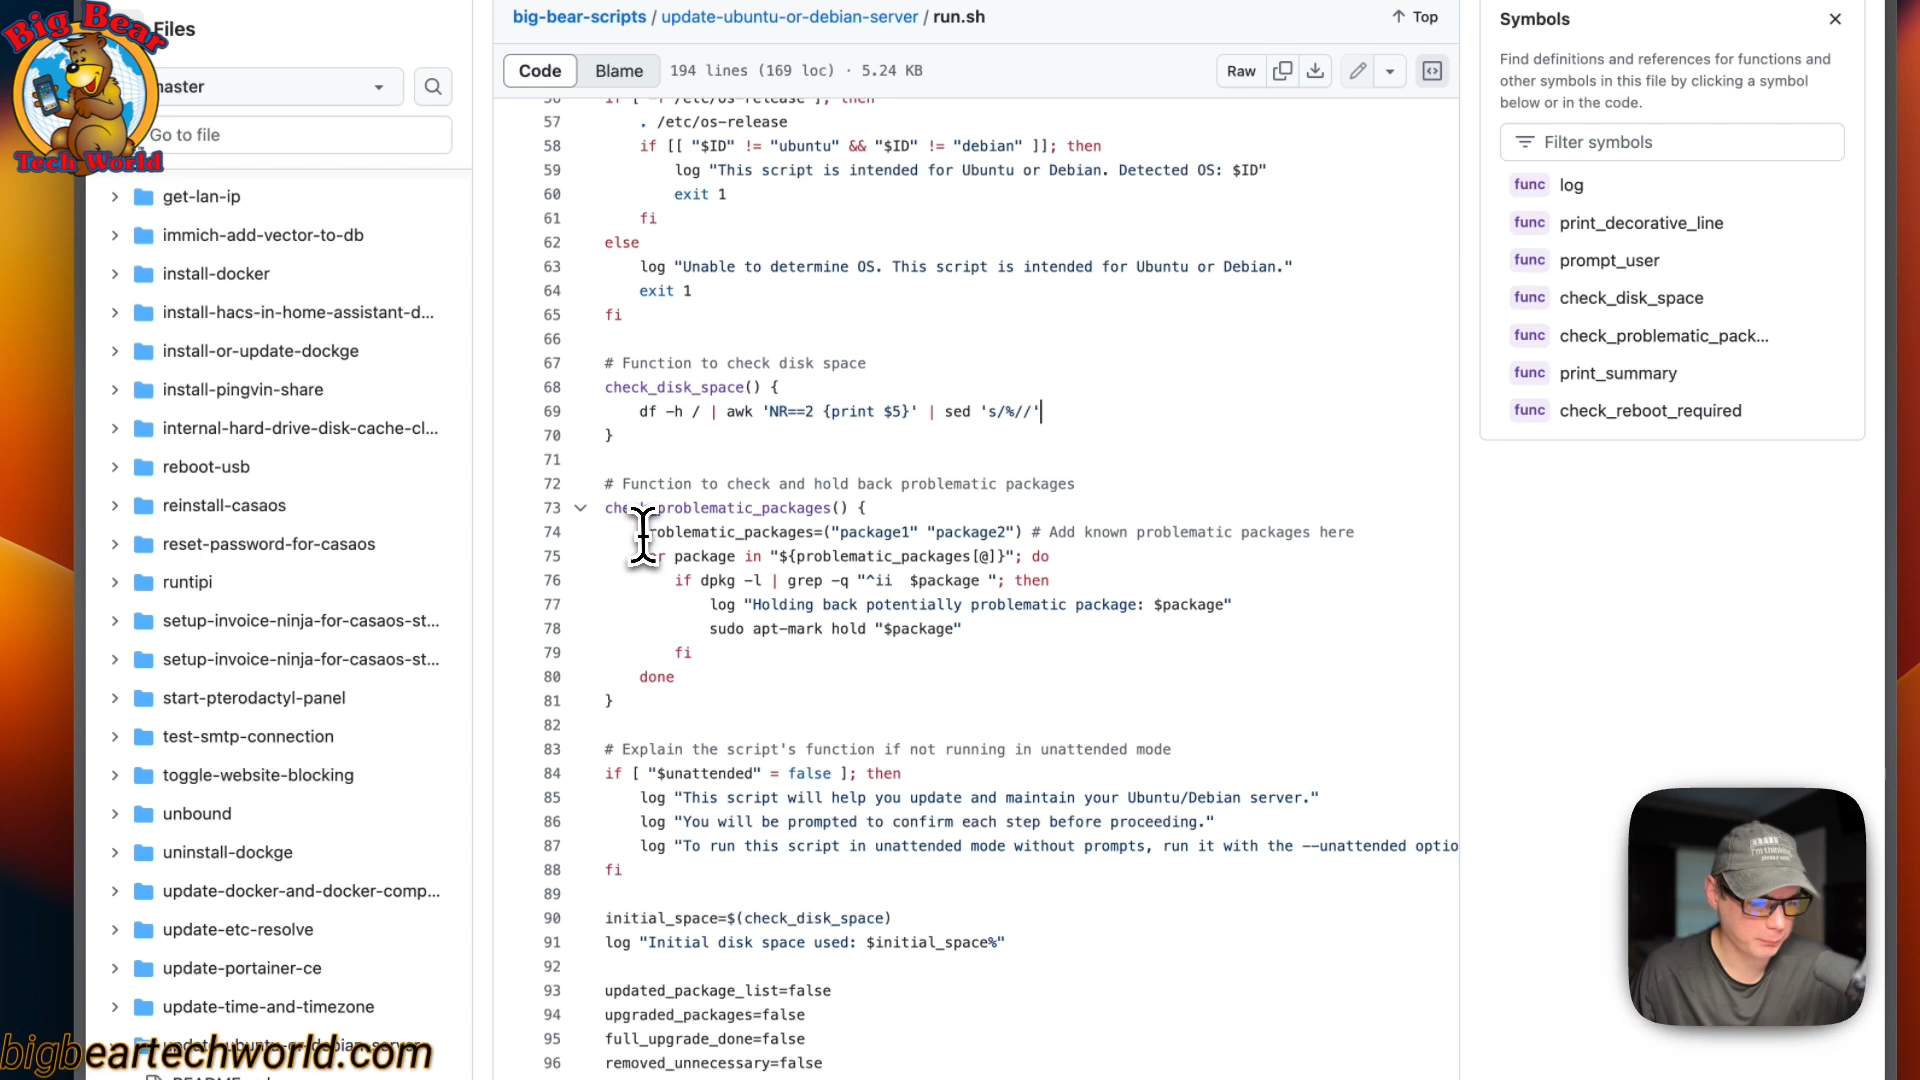 Big Bear
Tech World
Files
master
Go to file
get-lan-ip
immich-add-vector-to-db
install-docker
install-hacs-in-home-assistant-d...
install-or-update-dockge
install-pingvin-share
internal-hard-drive-disk-cache-cl...
reboot-usb
reinstall-casaos
reset-password-for-casaos
runtipi
setup-invoice-ninja-for-casaos-st...
setup-invoice-ninja-for-casaos-st...
start-pterodactyl-panel
test-smtp-connection
toggle-website-blocking
unbound
uninstall-dockge
update-docker-and-docker-comp...
update-etc-resolve
update-portainer-ce
update-time-and-timezone
update-ubuntu-or-debian-server
bigbeartechworld.com
big-bear-scripts / update-ubuntu-or-debian-server / run.sh
↑ Top
Code Blame 194 lines (169 loc) · 5.24 KB
Raw
56 if [ -f /etc/os-release ]; then
57 . /etc/os-release
58 if [[ "$ID" != "ubuntu" && "$ID" != "debian" ]]; then
59 log "This script is intended for Ubuntu or Debian. Detected OS: $ID"
60 exit 1
61 fi
62 else
63 log "Unable to determine OS. This script is intended for Ubuntu or Debian."
64 exit 1
65 fi
66
67 # Function to check disk space
68 check_disk_space() {
69 df -h / | awk 'NR==2 {print $5}' | sed 's/%//'
70 }
71
72 # Function to check and hold back problematic packages
73 check_problematic_packages() {
74 problematic_packages=("package1" "package2") # Add known problematic packages here
75 for package in "${problematic_packages[@]}"; do
76 if dpkg -l | grep -q "^ii  $package "; then
77 log "Holding back potentially problematic package: $package"
78 sudo apt-mark hold "$package"
79 fi
80 done
81 }
82
83 # Explain the script's function if not running in unattended mode
84 if [ "$unattended" = false ]; then
85 log "This script will help you update and maintain your Ubuntu/Debian server."
86 log "You will be prompted to confirm each step before proceeding."
87 log "To run this script in unattended mode without prompts, run it with the --unattended optio
88 fi
89
90 initial_space=$(check_disk_space)
91 log "Initial disk space used: $initial_space%"
92
93 updated_package_list=false
94 upgraded_packages=false
95 full_upgrade_done=false
96 removed_unnecessary=false
Symbols
Find definitions and references for functions and
other symbols in this file by clicking a symbol
below or in the code.
Filter symbols
func log
func print_decorative_line
func prompt_user
func check_disk_space
func check_problematic_pack...
func print_summary
func check_reboot_required